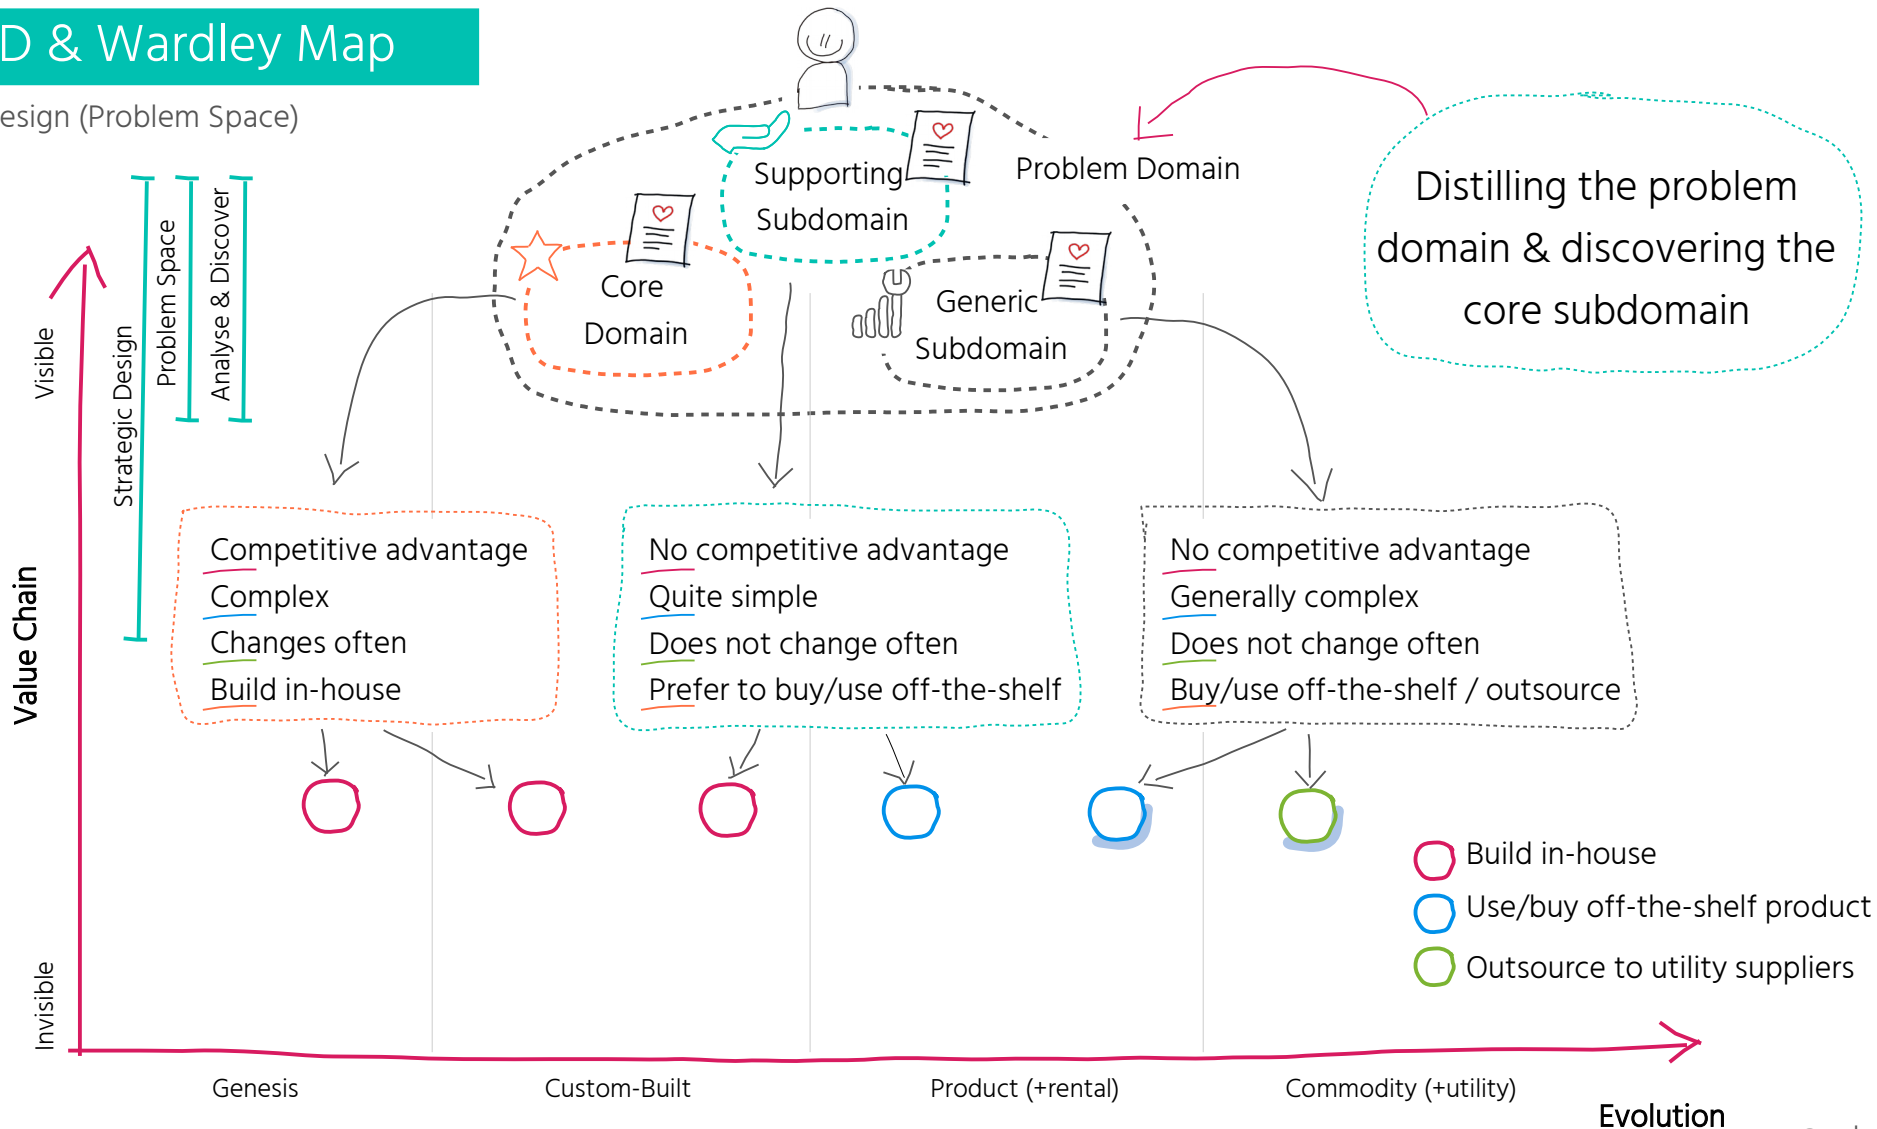 D & Wardley Map
esign (Problem Space)
Problem Domain
Supporting
Subdomain
Core
Domain
Generic
Subdomain
Distilling the problem
domain & discovering the
core subdomain
Strategic Design
Problem Space
Analyse & Discover
Visible
Value Chain
Invisible
Competitive advantage
Complex
Changes often
Build in-house
No competitive advantage
Quite simple
Does not change often
Prefer to buy/use off-the-shelf
No competitive advantage
Generally complex
Does not change often
Buy/use off-the-shelf / outsource
Build in-house
Use/buy off-the-shelf product
Outsource to utility suppliers
Genesis
Custom-Built
Product (+rental)
Commodity (+utility)
Evolution